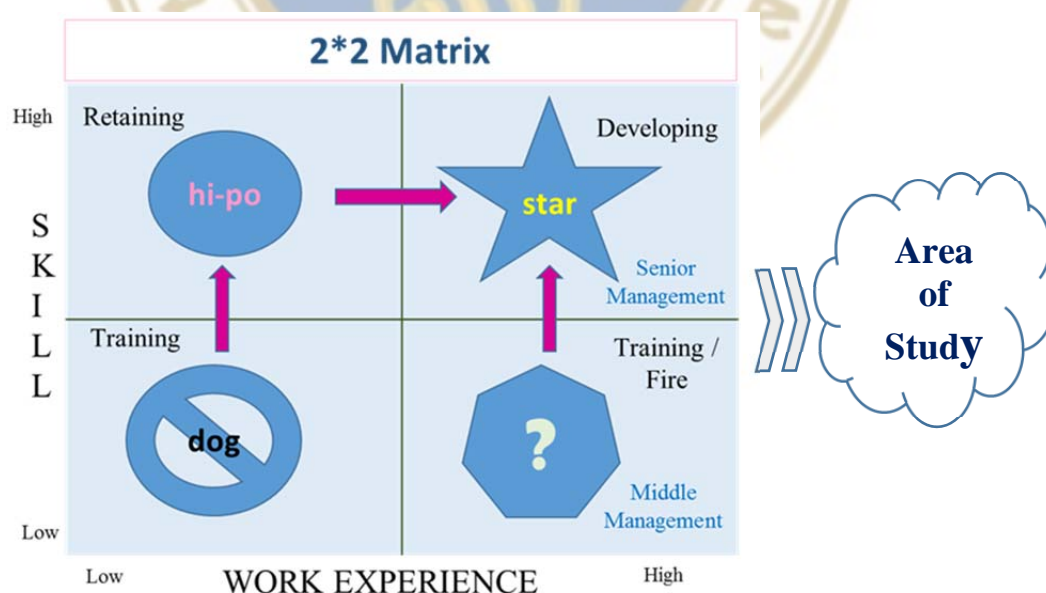 2*2 Matrix
High
Retaining
Developing
hi-po
star
SKILL
Senior
Management
Area
of
Study
Training
Training /
Fire
dog
?
Middle
Management
Low
Low
WORK EXPERIENCE
High